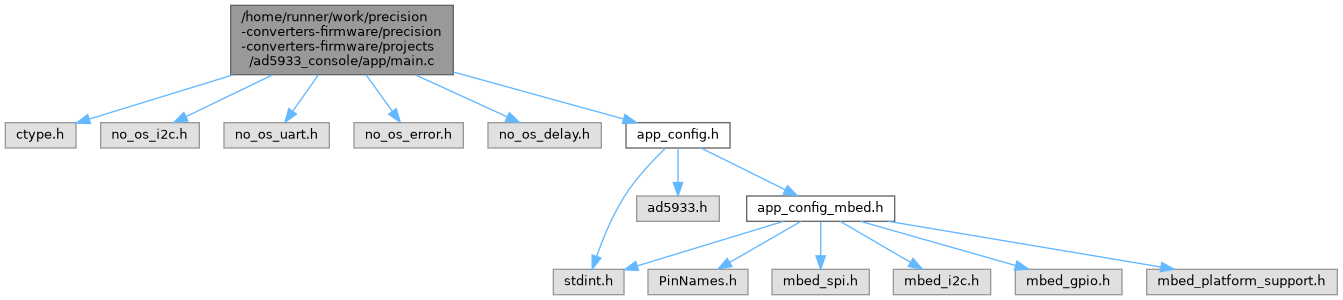 /home/runner/work/precision
-converters-firmware/precision
-converters-firmware/projects
/ad5933_console/app/main.c
ctype.h
no_os_i2c.h
no_os_uart.h
no_os_error.h
no_os_delay.h
app_config.h
ad5933.h
app_config_mbed.h
stdint.h
PinNames.h
mbed_spi.h
mbed_i2c.h
mbed_gpio.h
mbed_platform_support.h